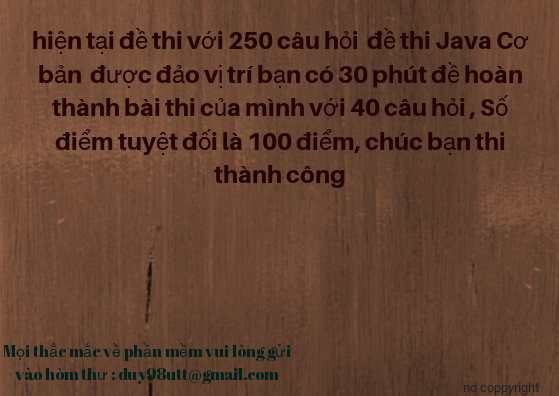 hiện tại đề thi với 250 câu hỏi  đề thi Java Cơ
bản  được đảo vị trí bạn có 30 phút để hoàn
thành bài thi của mình với 40 câu hỏi , Số
điểm tuyệt đối là 100 điểm, chúc bạn thi
thành công
Mọi thắc mắc về phần mềm vui lòng gửi
vào hòm thư : duy98utt@gmail.com
no coppyright